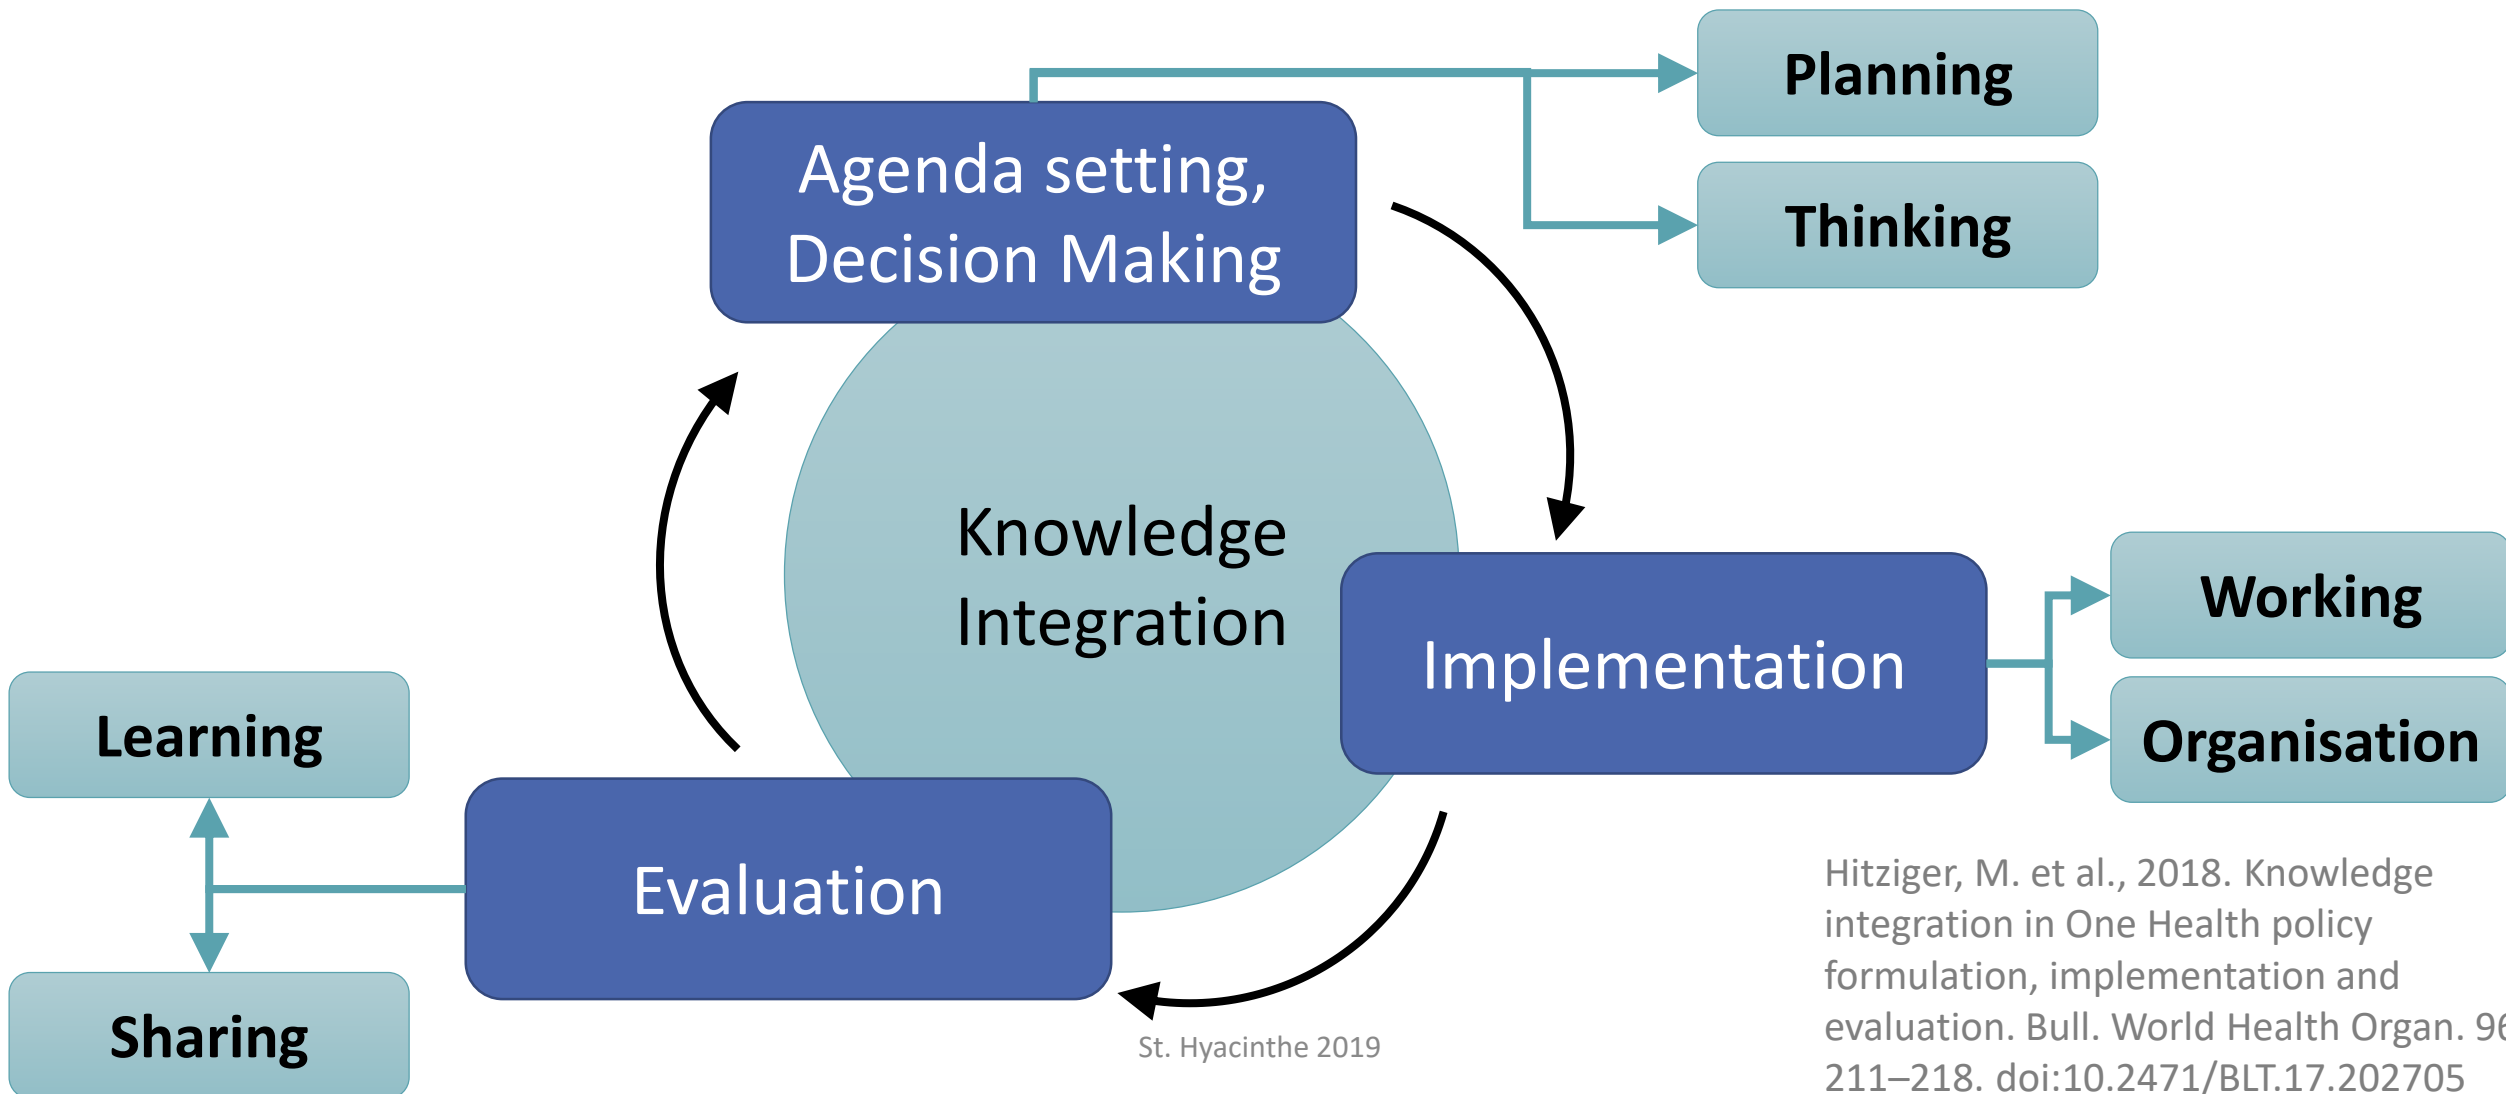 Planning
Thinking
Agenda setting,
Decision Making
Knowledge
Integration
Working
Implementation
Organisation
Learning
Evaluation
Sharing
Hitziger, M. et al., 2018. Knowledge
integration in One Health policy
formulation, implementation and
evaluation. Bull. World Health Organ. 96
211–218. doi:10.2471/BLT.17.202705
St. Hyacinthe 2019